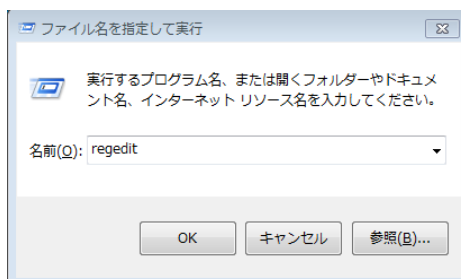 ファイル名を指定して実行
実行するプログラム名、または開くフォルダーやドキュメ
ント名、インターネット リソース名を入力してください。
名前(O): regedit
OK キャンセル 参照(B)...